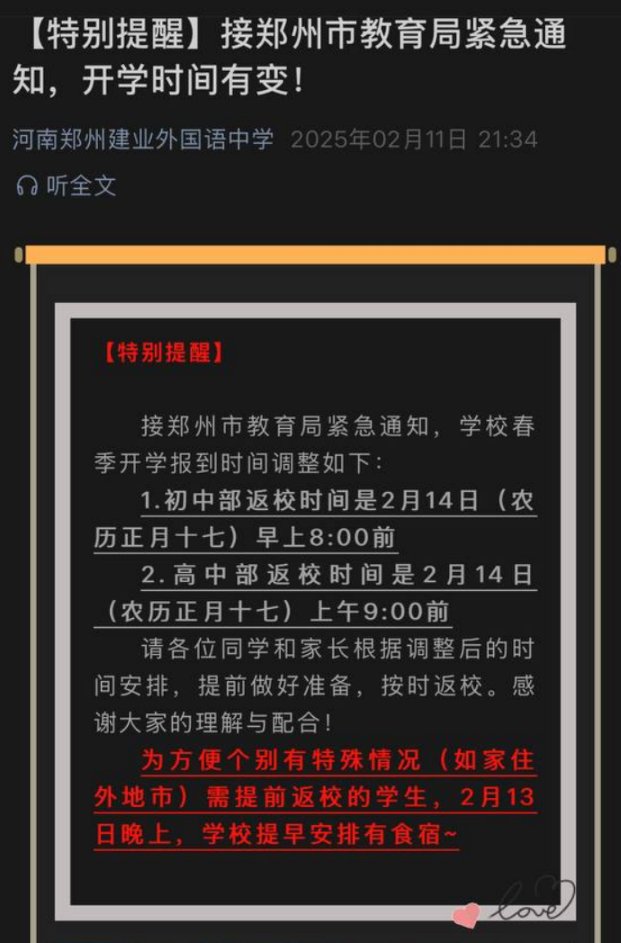 【特别提醒】接郑州市教育局紧急通
知，开学时间有变！
河南郑州建业外国语中学 2025年02月11日 21:34
听全文
【特别提醒】
接郑州市教育局紧急通知，学校春
季开学报到时间调整如下：
1.初中部返校时间是2月14日（农
历正月十七）早上8:00前
2.高中部返校时间是2月14日
（农历正月十七）上午9:00前
请各位同学和家长根据调整后的时
间安排，提前做好准备，按时返校。感
谢大家的理解与配合！
为方便个别有特殊情况（如家住
外地市）需提前返校的学生，2月13
日晚上，学校提早安排有食宿~
love